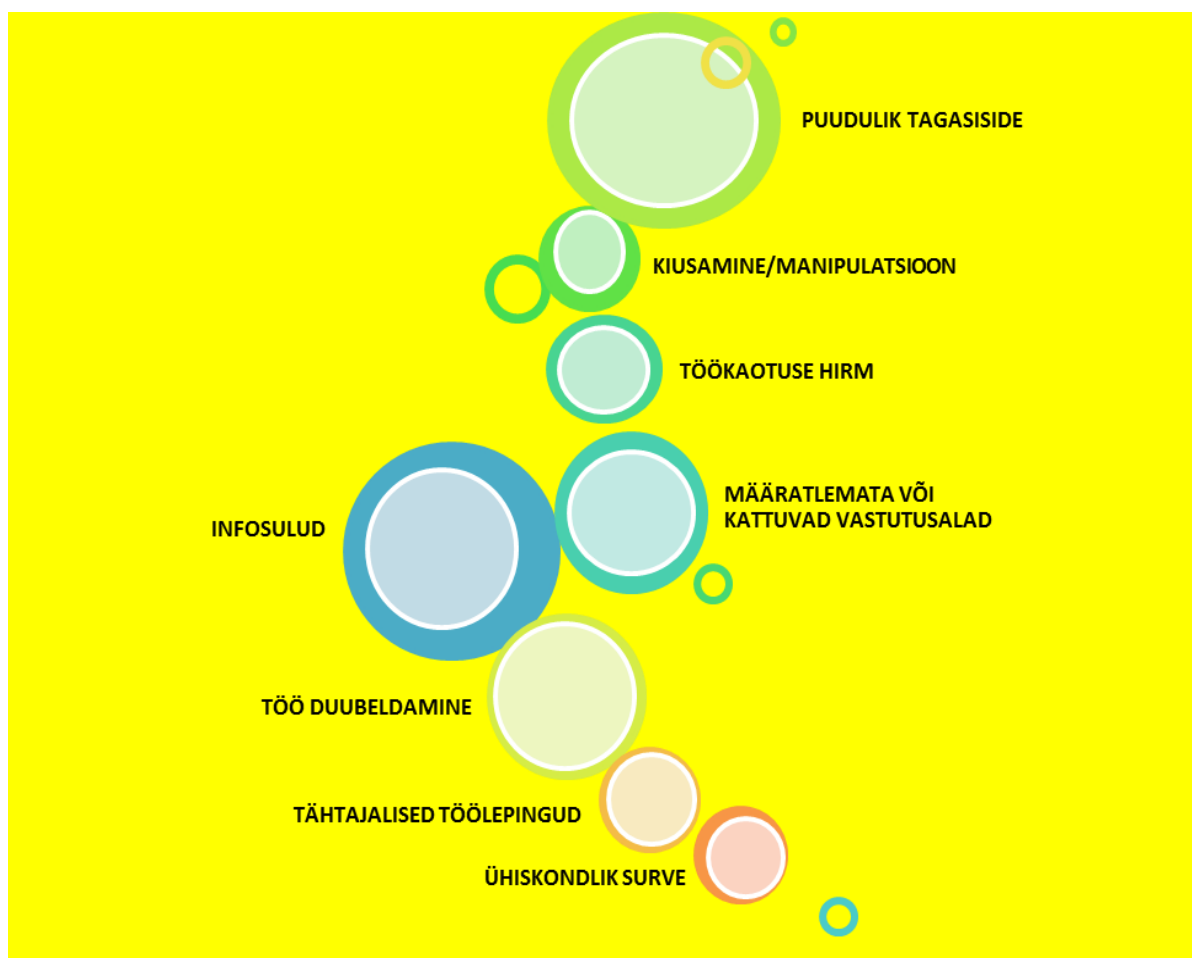 PUUDULIK TAGASISIDE
KIUSAMINE/MANIPULATSIOON
TÖÖKAOTUSE HIRM
MÄÄRATLEMATA VÕI
KATTUVAD VASTUTUSALAD
INFOSULUD
TÖÖ DUUBELDAMINE
TÄHTAJALISED TÖÖLEPINGUD
ÜHISKONDLIK SURVE